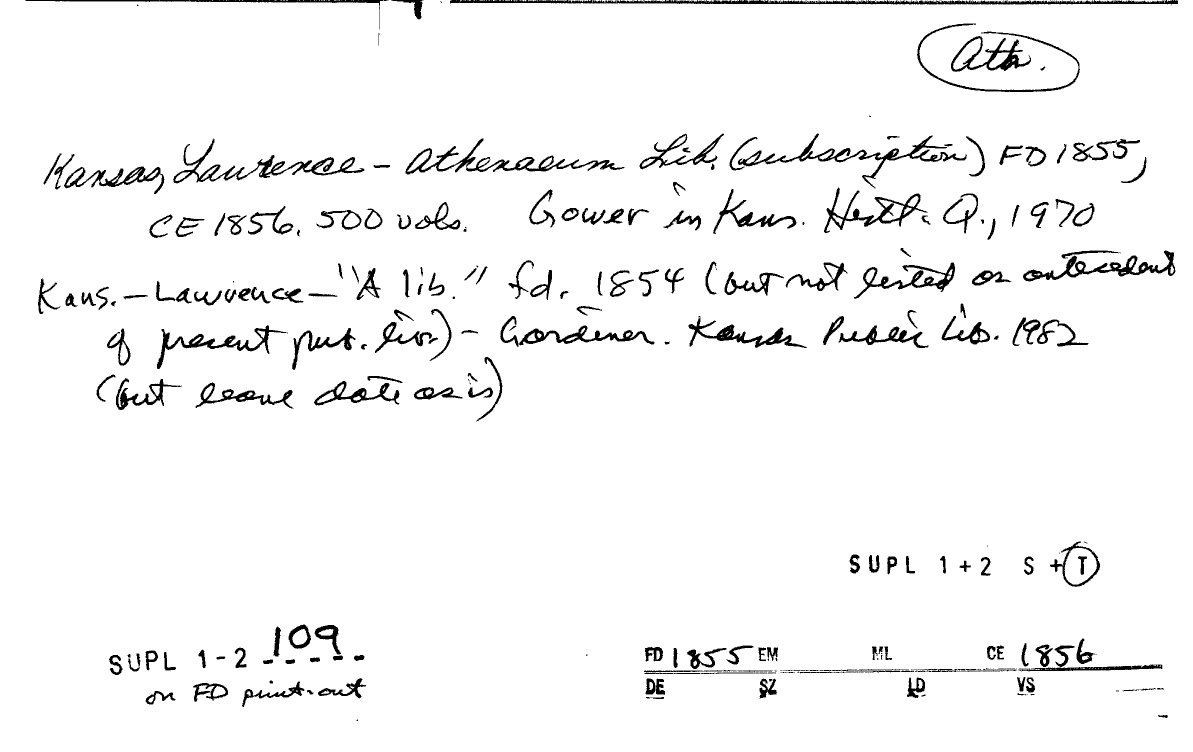 Ath.
Kansas, Lawrence - Athenaeum Lib. (subscription) FD 1855,
CE 1856, 500 vols. Gower in Kans. Histl. Q., 1970
Kans. - Lawrence - "A lib." fd. 1854 (but not listed as antecedent
of present pub. libr.) - Gardiner. Kansas Public Lib. 1982
(but leave date as is)
SUPL 1+2 S + T
SUPL 1-2 109
on FD print-out
FD 1855 EM ML CE 1856
DE SZ LD VS